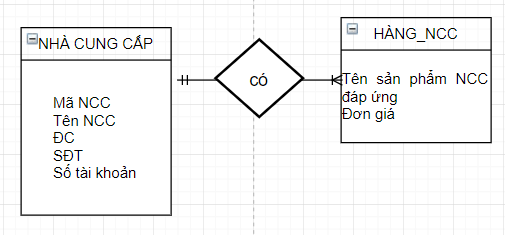 NHÀ CUNG CẤP
Mã NCC
Tên NCC
ĐC
SĐT
Số tài khoản
có
HÀNG_NCC
Tên sản phẩm NCC
đáp ứng
Đơn giá